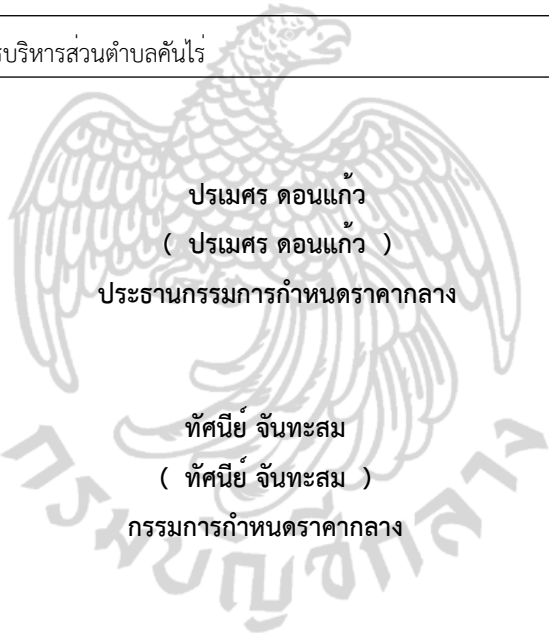 รบริหารส่วนตำบลคันไร่
ปรเมศร ดอนแก้ว
( ปรเมศร ดอนแก้ว )
ประธานกรรมการกำหนดราคากลาง
ทัศนีย์ จันทะสม
( ทัศนีย์ จันทะสม )
กรรมการกำหนดราคากลาง
กรมบัญชีกลาง